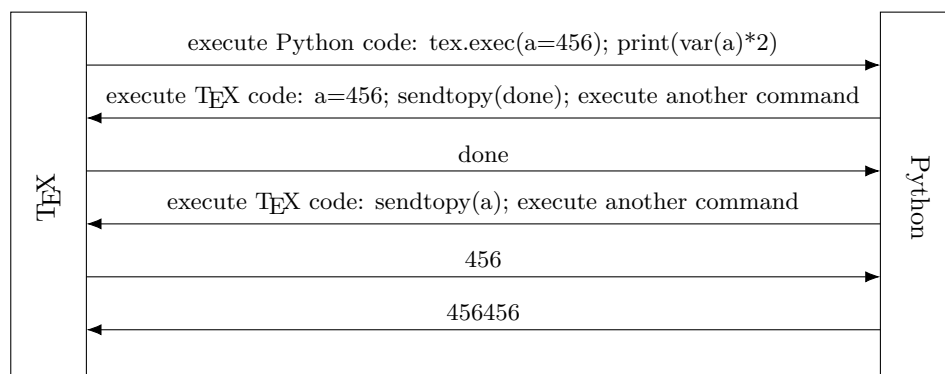 execute Python code: tex.exec(a=456); print(var(a)*2)
execute TEX code: a=456; sendtopy(done); execute another command
done
TEX
Python
execute TEX code: sendtopy(a); execute another command
456
456456